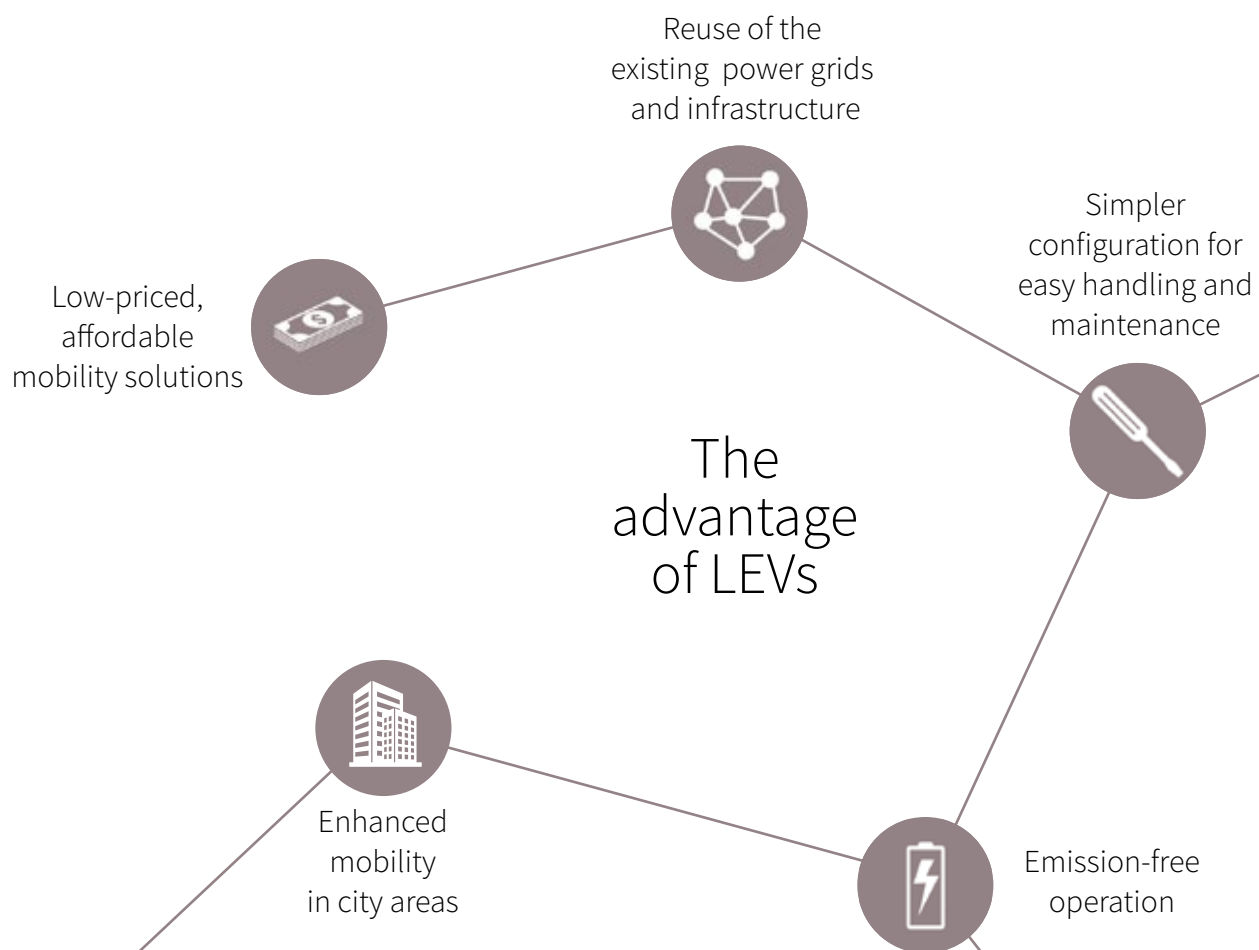 Reuse of the
existing power grids
and infrastructure
Simpler
configuration for
easy handling and
maintenance
Low-priced,
affordable
mobility solutions
The
advantage
of LEVs
Enhanced
mobility
in city areas
Emission-free
operation